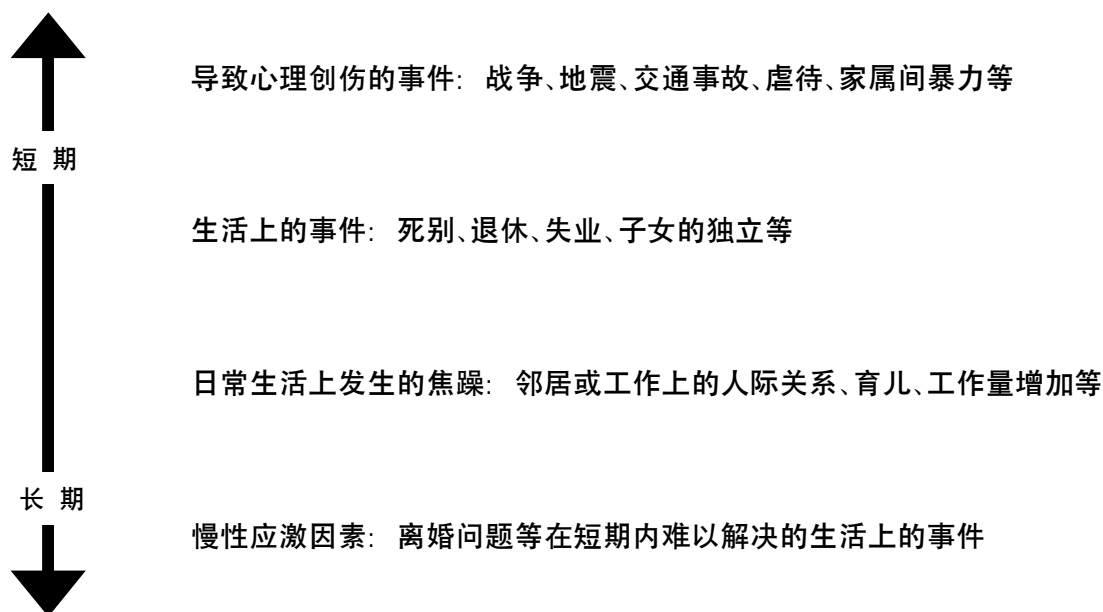 导致心理创伤的事件: 战争、地震、交通事故、虐待、家属间暴力等
短 期
生活上的事件: 死别、退休、失业、子女的独立等
日常生活上发生的焦躁: 邻居或工作上的人际关系、育儿、工作量增加等
长 期
慢性应激因素: 离婚问题等在短期内难以解决的生活上的事件